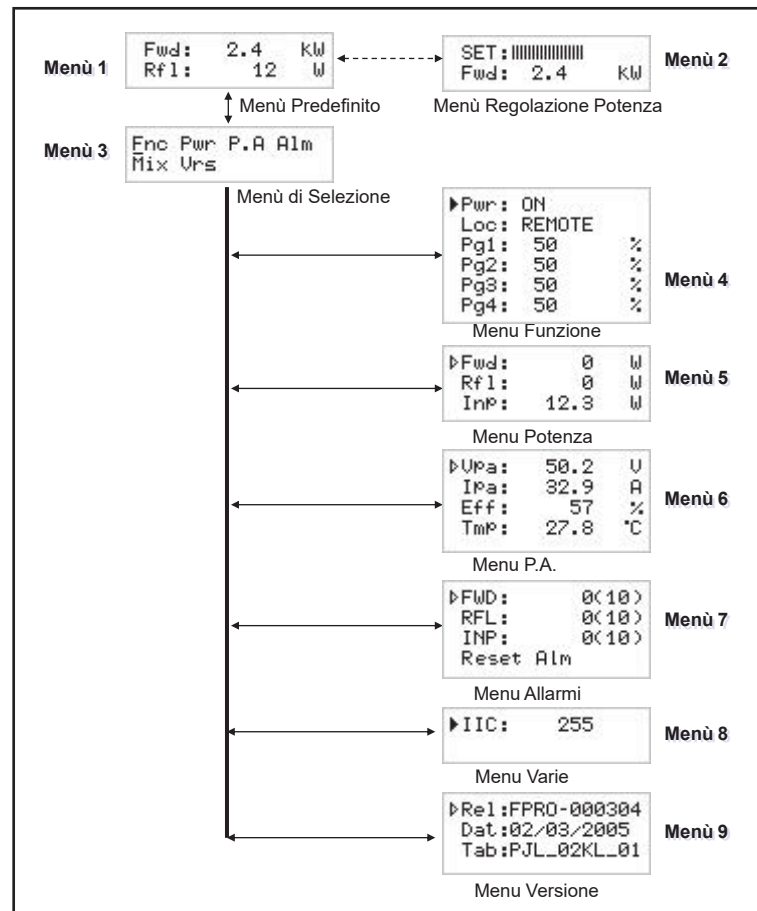 Menù 1
Fwd: 2.4 KW
Rfl: 12 W
SET:
Fwd: 2.4 KW
Menù 2
Menù Predefinito
Menù Regolazione Potenza
Menù 3
Fnc Pwr P.A Alm
Mix Vrs
Menù di Selezione
Pwr: ON
Loc: REMOTE
Pg1: 50 %
Pg2: 50 %
Pg3: 50 %
Pg4: 50 %
Menù 4
Menu Funzione
Fwd: 0 W
Rfl: 0 W
Inp: 12.3 W
Menù 5
Menu Potenza
Vpa: 50.2 V
Ipa: 32.9 A
Eff: 57 %
Tmp: 27.8 °C
Menù 6
Menu P.A.
FWD: 0(10)
RFL: 0(10)
INP: 0(10)
Reset Alm
Menù 7
Menu Allarmi
IIC: 255
Menù 8
Menu Varie
Rel:FPRO-000304
Dat:02/03/2005
Tab:PJL_02KL_01
Menù 9
Menu Versione